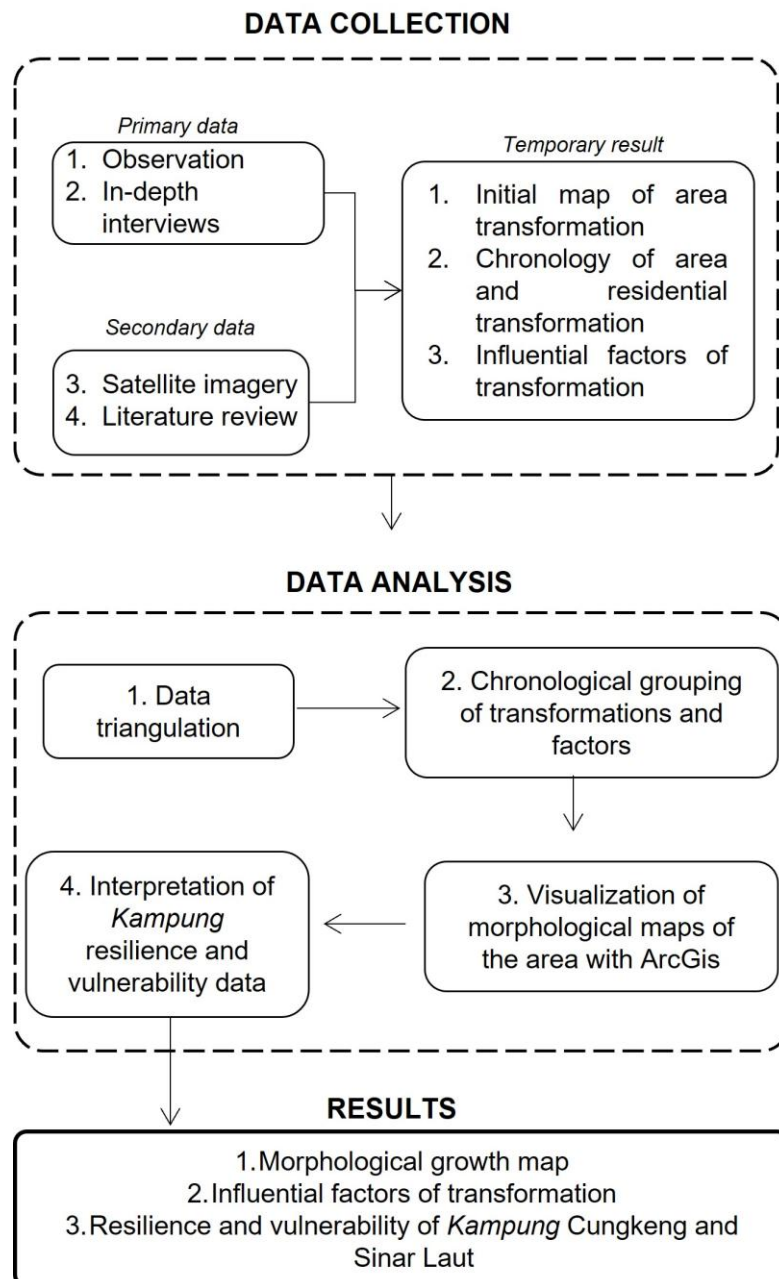 DATA COLLECTION
Primary data
1. Observation
2. In-depth
interviews
Secondary data
3. Satellite imagery
4. Literature review
Temporary result
1. Initial map of area
transformation
2. Chronology of area
and residential
transformation
3. Influential factors of
transformation
DATA ANALYSIS
1. Data
triangulation
2. Chronological grouping
of transformations and
factors
3. Visualization of
morphological maps of
the area with ArcGis
4. Interpretation of
Kampung
resilience and
vulnerability data
RESULTS
1.Morphological growth map
2.Influential factors of transformation
3.Resilience and vulnerability of Kampung Cungkeng and
Sinar Laut